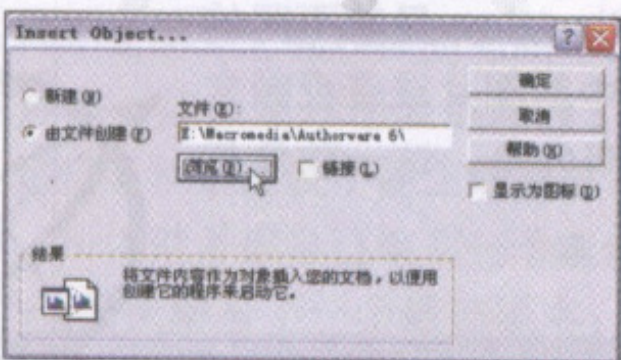 Insert Object...
新建(N)
由文件创建(F)
文件(E):
E:\Macromedia\Authorware 6\
浏览(B)...
链接(L)
确定
取消
帮助(H)
显示为图标(D)
结果
将文件内容作为对象插入您的文档，以便用
创建它的程序来启动它。